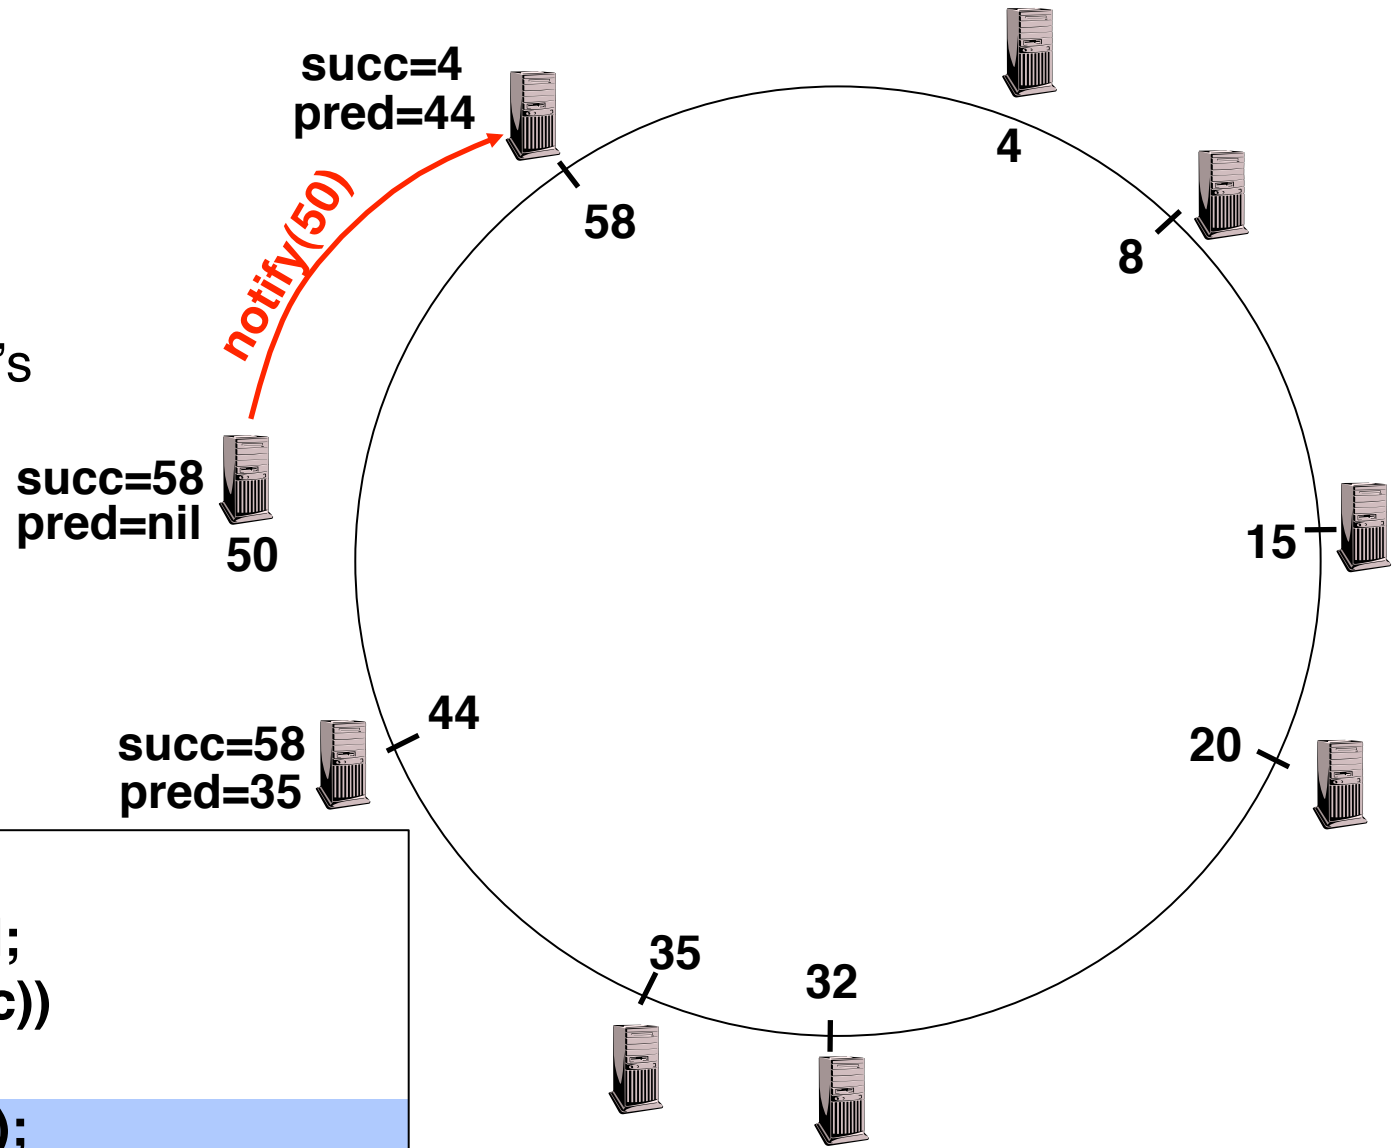 succ=4
pred=44
4
58
8
notify(50)
's
succ=58
pred=nil
50
15
44
succ=58
pred=35
20
35
32
;
c))
);